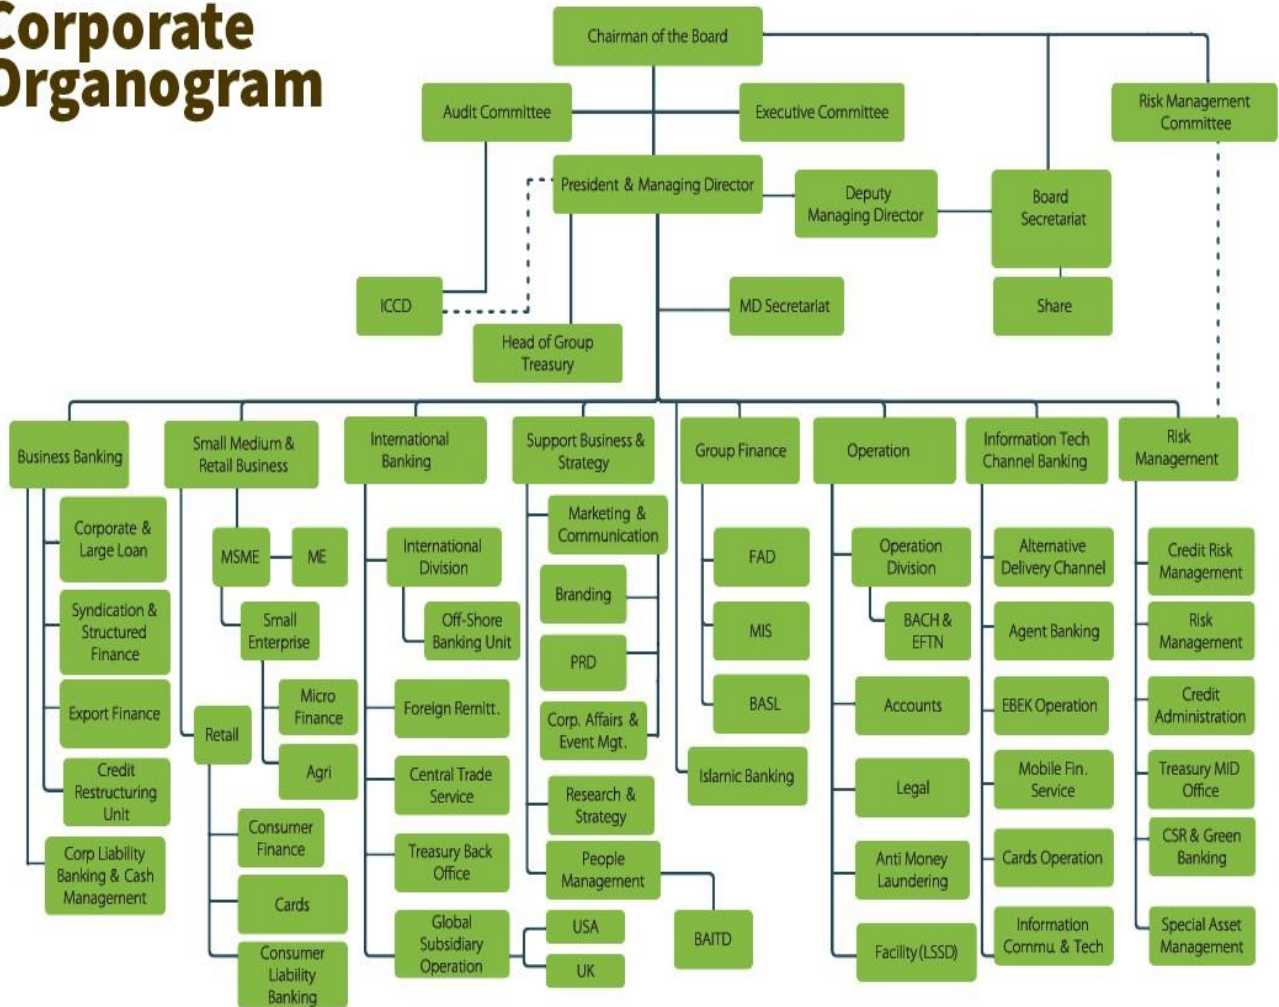 Corporate
Organogram
Chairman of the Board
Audit Committee
Executive Committee
Risk Management
Committee
President & Managing Director
Deputy
Managing Director
Board
Secretariat
ICCD
MD Secretariat
Share
Head of Group
Treasury
Business Banking
Small Medium &
Retail Business
International
Banking
Support Business &
Strategy
Group Finance
Operation
Information Tech
Channel Banking
Risk
Management
Corporate &
Large Loan
Syndication &
Structured
Finance
Export Finance
Credit
Restructuring
Unit
Corp Liability
Banking & Cash
Management
MSME
ME
Small
Enterprise
Micro
Finance
Agri
Retail
Consumer
Finance
Cards
Consumer
Liability
Banking
International
Division
Off-Shore
Banking Unit
Foreign Remitt.
Central Trade
Service
Treasury Back
Office
Global
Subsidiary
Operation
USA
UK
Marketing &
Communication
Branding
PRD
Corp. Affairs &
Event Mgt.
Research &
Strategy
People
Management
BAITD
FAD
MIS
BASL
Islamic Banking
Operation
Division
BACH &
EFTN
Accounts
Legal
Anti Money
Laundering
Facility (LSSD)
Alternative
Delivery Channel
Agent Banking
EBEK Operation
Mobile Fin.
Service
Cards Operation
Information
Commu. & Tech
Credit Risk
Management
Risk
Management
Credit
Administration
Treasury MID
Office
CSR & Green
Banking
Special Asset
Management